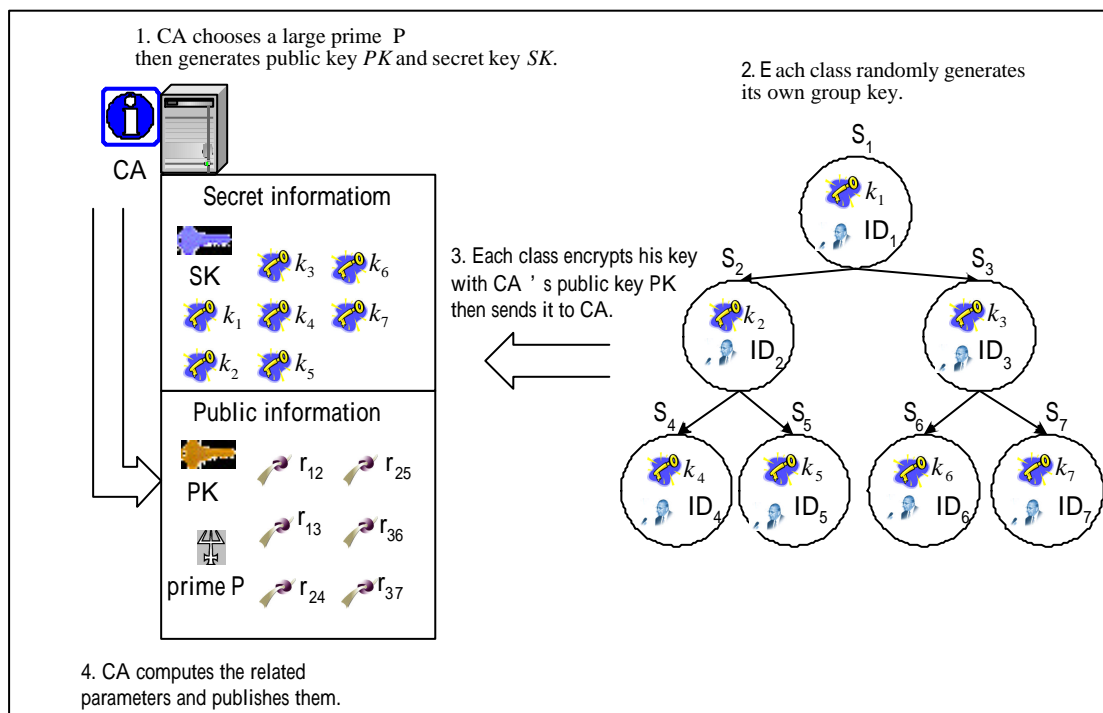 1. CA chooses a large prime P
then generates public key PK and secret key SK.
2. E ach class randomly generates
its own group key.
CA
Secret informatiom
SK
k3
k6
k1
k4
k7
k2
k5
3. Each class encrypts his key
with CA ' s public key PK
then sends it to CA.
Public information
PK
r12
r25
r13
r36
prime P
r24
r37
S1
k1
ID1
S2
k2
ID2
S3
k3
ID3
S4
k4
ID4
S5
k5
ID5
S6
k6
ID6
S7
k7
ID7
4. CA computes the related
parameters and publishes them.